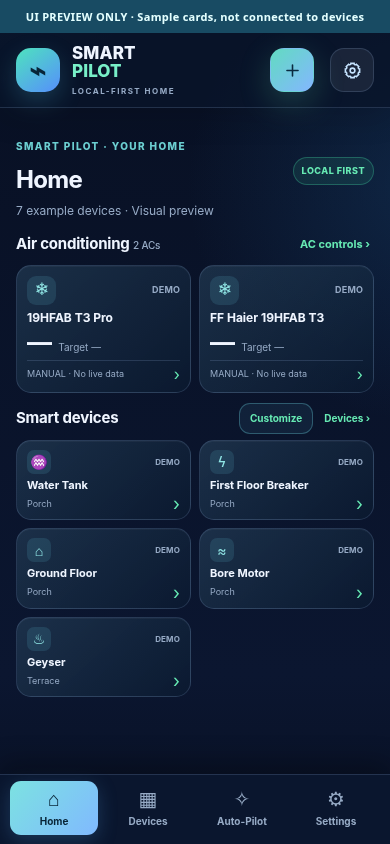 UI PREVIEW ONLY · Sample cards, not connected to devices
SMART
PILOT
LOCAL-FIRST HOME
SMART PILOT · YOUR HOME
Home
LOCAL FIRST
7 example devices · Visual preview
Air conditioning 2 ACs
AC controls ›
DEMO
19HFAB T3 Pro
— Target —
MANUAL · No live data ›
DEMO
FF Haier 19HFAB T3
— Target —
MANUAL · No live data ›
Smart devices
Customize
Devices ›
DEMO
Water Tank
Porch ›
DEMO
First Floor Breaker
Porch ›
DEMO
Ground Floor
Porch ›
DEMO
Bore Motor
Porch ›
DEMO
Geyser
Terrace ›
Home
Devices
Auto-Pilot
Settings